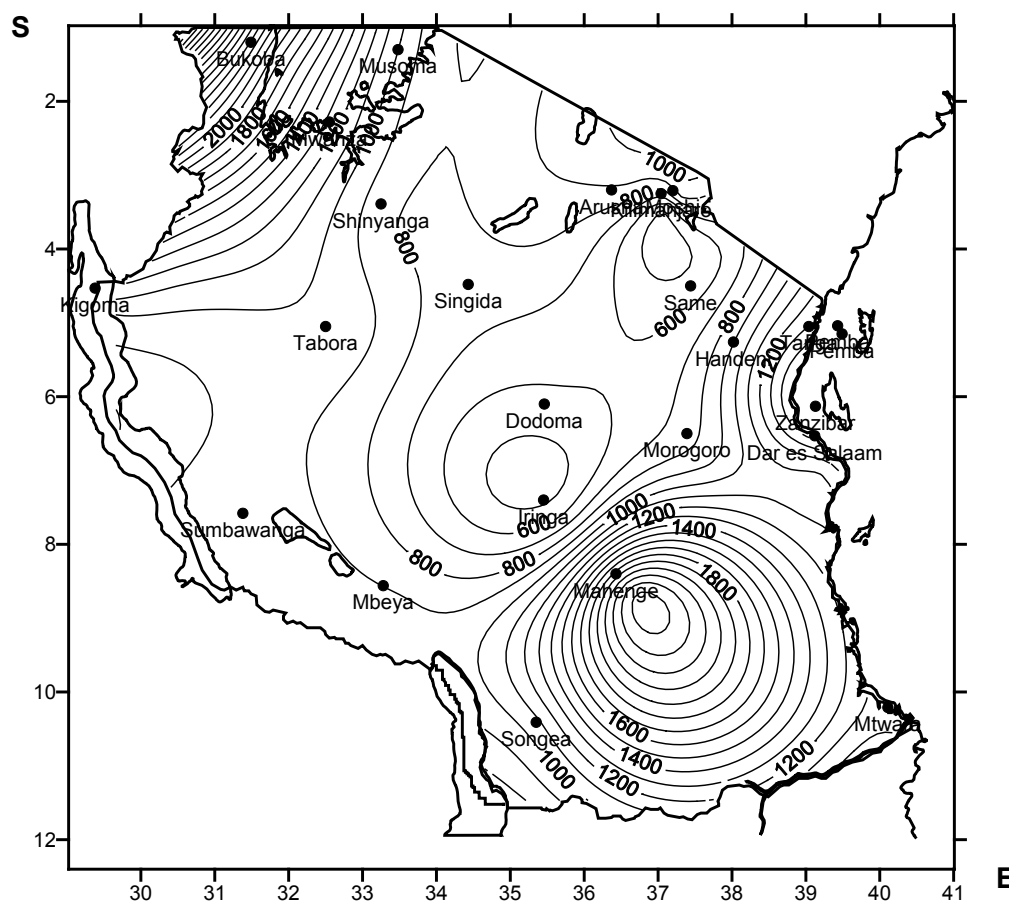 S
Bukoba
Musoma
2
2000
1800
1000
1000
800
Shinyanga
4
800
Kigoma
Singida
Same
600
800
Tabora
Handeni
Pemba
1200
6
Dodoma
Zanzibar
Morogoro
Dar es Salaam
Iringa
600
1000
1200
1400
Sumbawanga
8
800
800
1800
Mahenge
Mbeya
10
1600
Songea
Mtwara
1400
1000
1200
1200
12
30 31 32 33 34 35 36 37 38 39 40 41
E